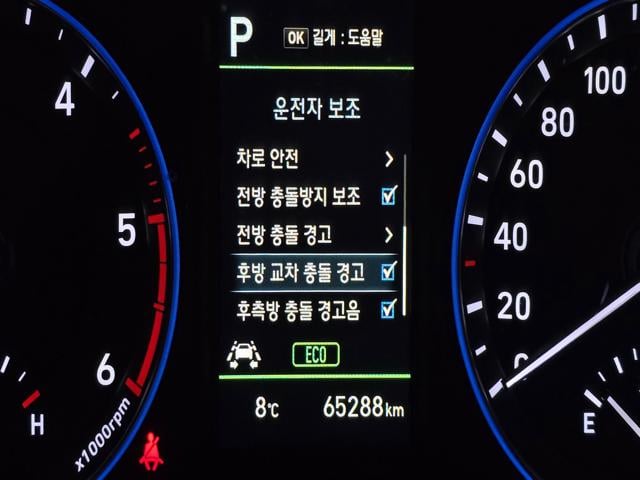 P
OK 길게 : 도움말
운전자 보조
차로 안전
전방 충돌방지 보조
전방 충돌 경고
후방 교차 충돌 경고
후측방 충돌 경고음
ECO
8℃ 65288km
4
5
6
x1000rpm
H
100
80
60
40
20
0
E